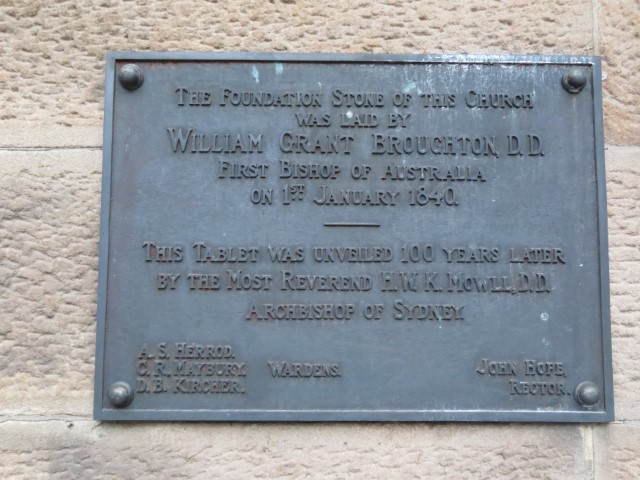 THE FOUNDATION STONE OF THIS CHURCH
WAS LAID BY
WILLIAM GRANT BROUGHTON, D.D.
FIRST BISHOP OF AUSTRALIA
ON 1ST JANUARY 1840.
THIS TABLET WAS UNVEILED 100 YEARS LATER
BY THE MOST REVEREND H.W.K. MOWLL, D.D.
ARCHBISHOP OF SYDNEY.
A. S. HERROD.
C. R. MAYBURY. WARDENS.
D. B. KIRCHER.
JOHN HOPE,
RECTOR.